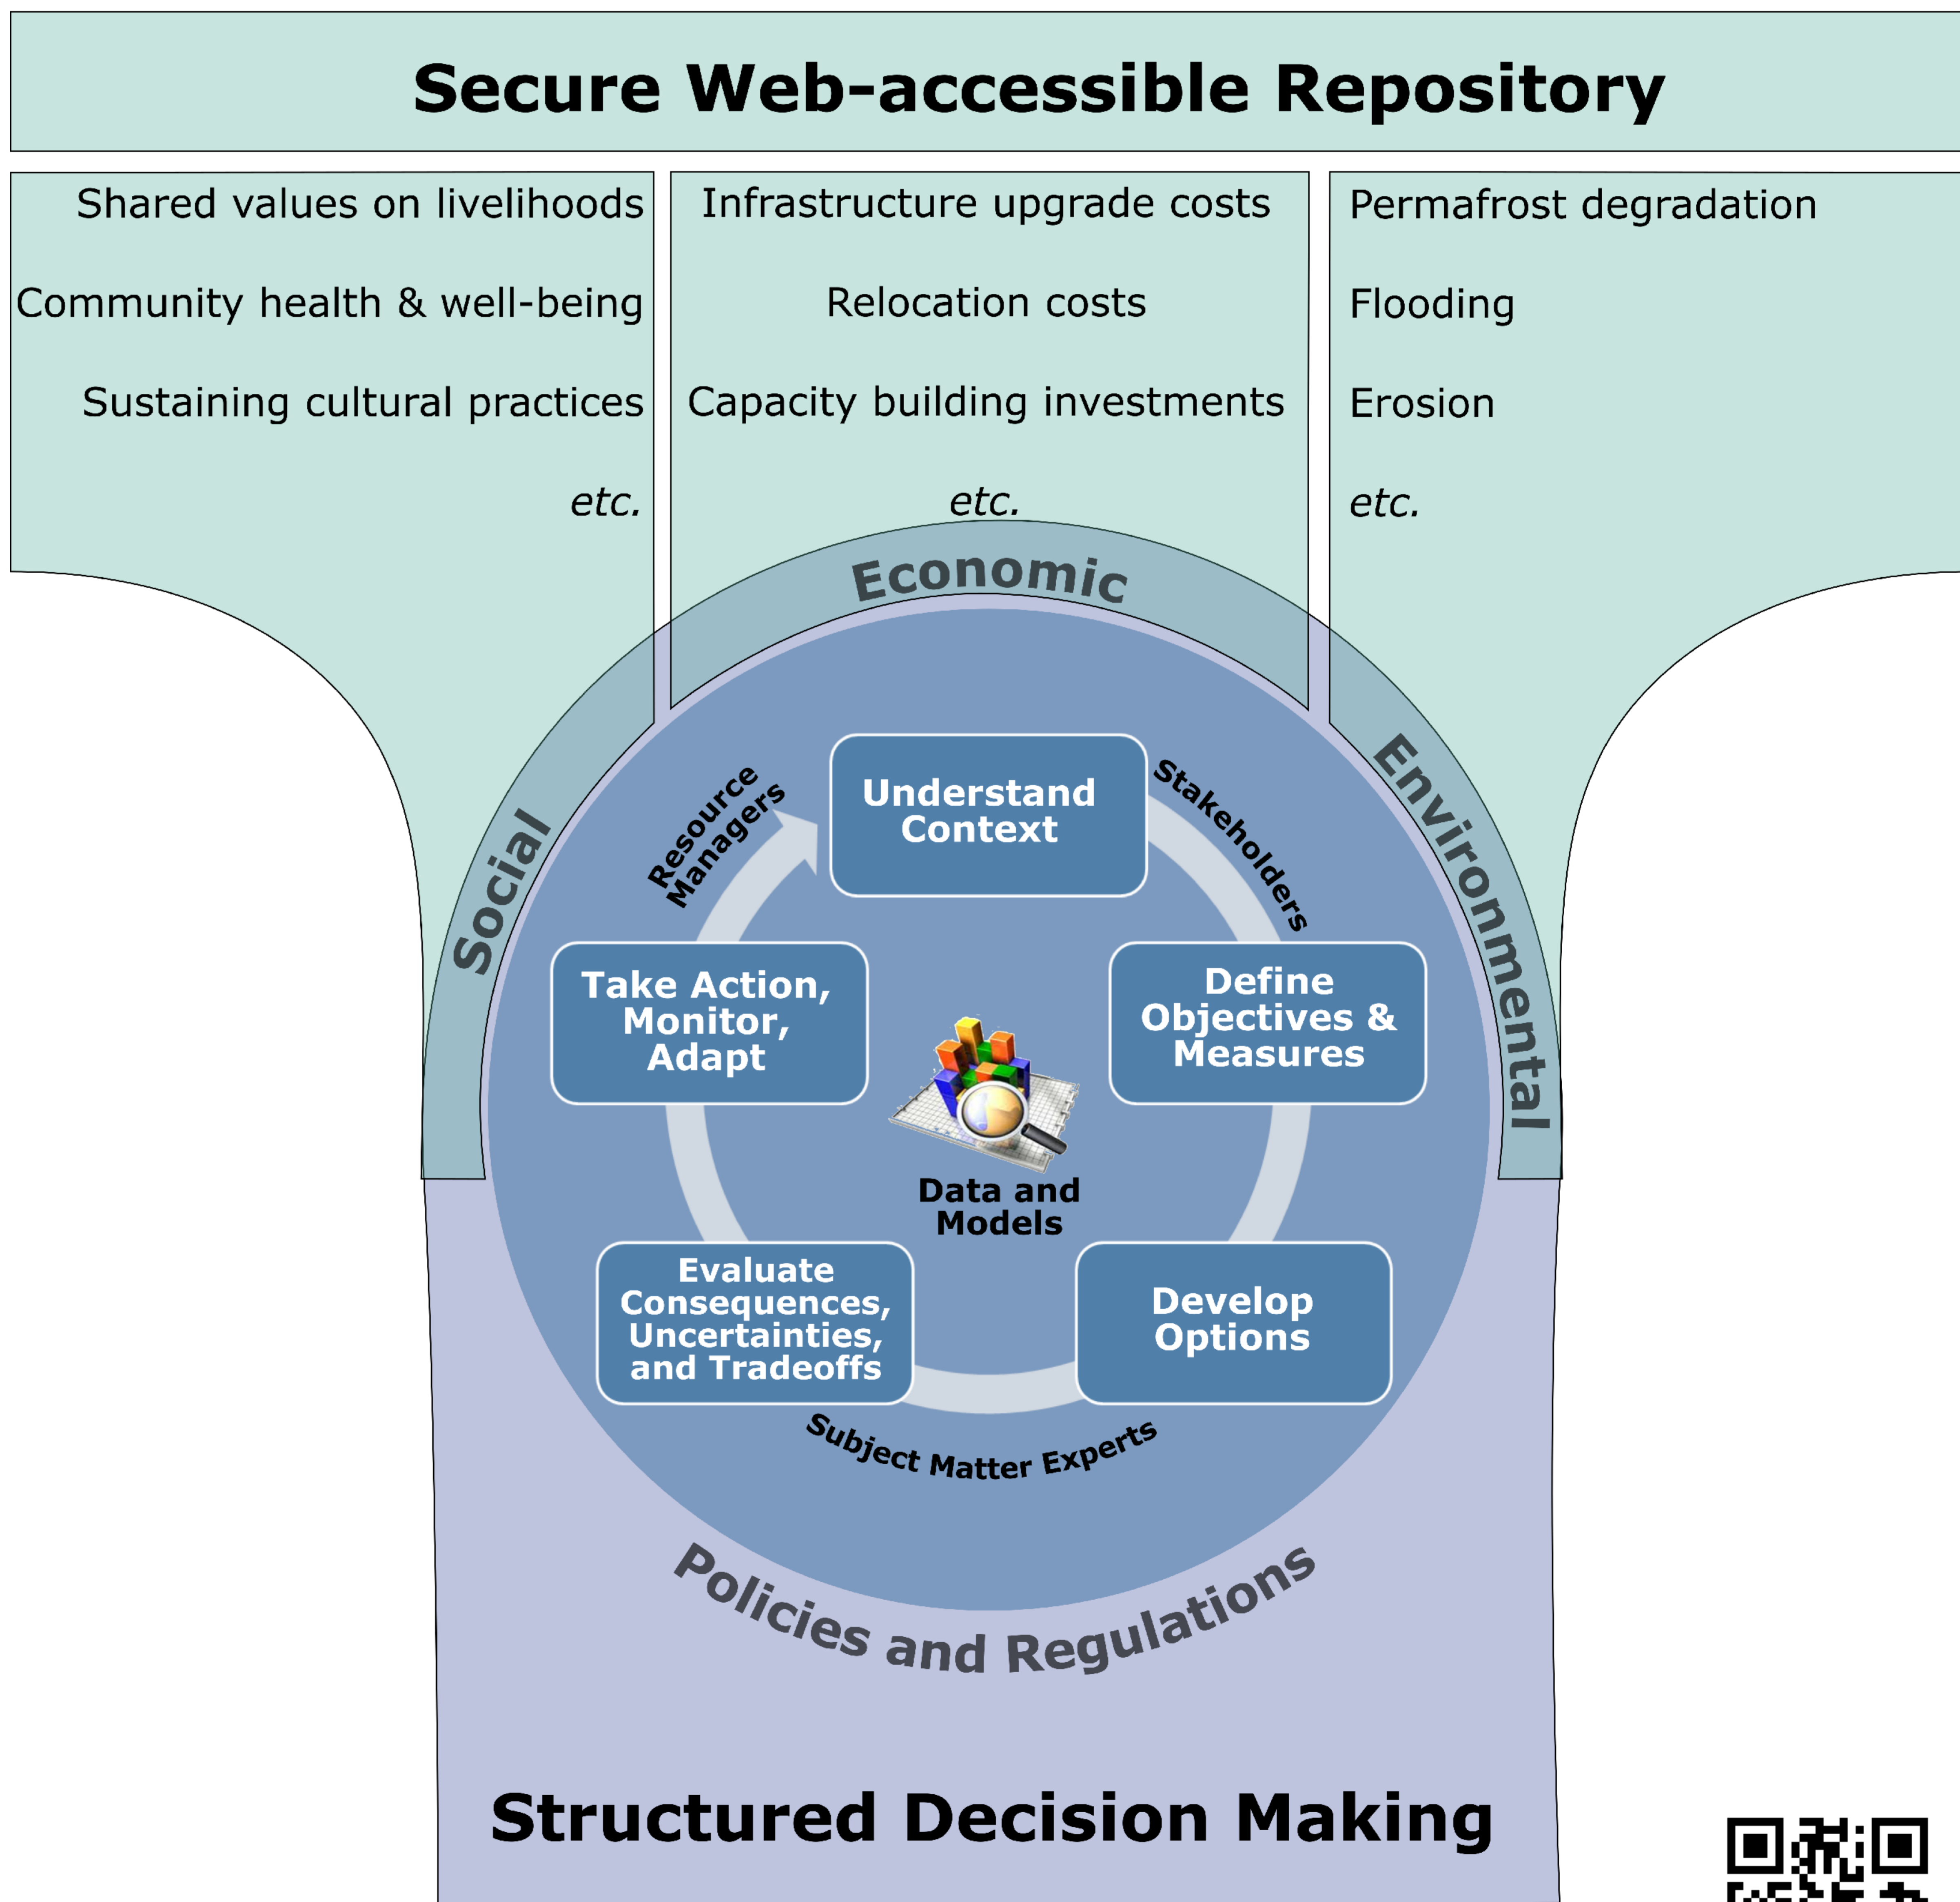 Secure Web-accessible Repository
Shared values on livelihoods
Community health & well-being
Sustaining cultural practices
etc.
Infrastructure upgrade costs
Relocation costs
Capacity building investments
etc.
Permafrost degradation
Flooding
Erosion
etc.
Social
Economic
Environmental
Resource
Managers
Stakeholders
Understand
Context
Define
Objectives &
Measures
Develop
Options
Evaluate
Consequences,
Uncertainties,
and Tradeoffs
Take Action,
Monitor,
Adapt
Data and
Models
Subject Matter Experts
Policies and Regulations
Structured Decision Making